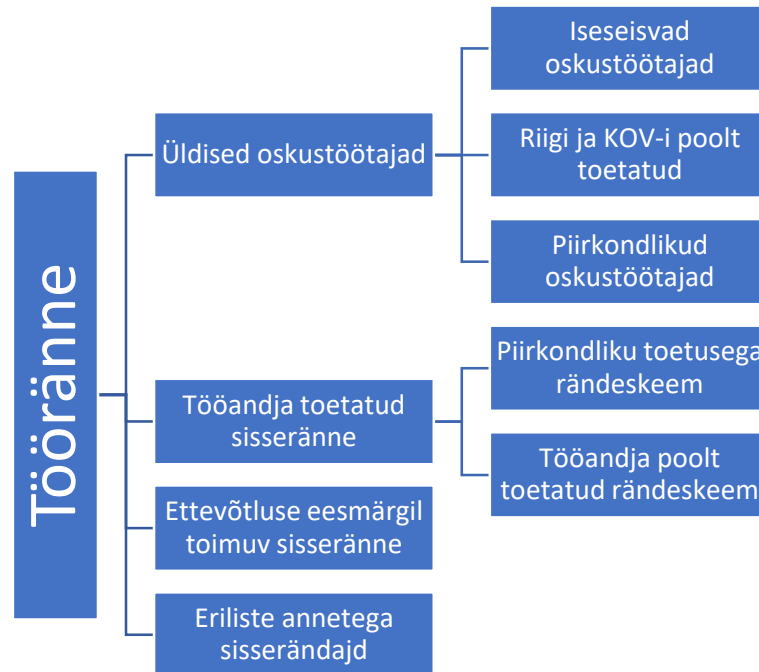 Tööränne
Üldised oskustöötajad
Iseseisvad
oskustöötajad
Riigi ja KOV-i poolt
toetatud
Piirkondlikud
oskustöötajad
Tööandja toetatud
sisseränne
Piirkondliku toetusega
rändeskeem
Tööandja poolt
toetatud rändeskeem
Ettevõtluse eesmärgil
toimuv sisseränne
Eriliste annetega
sisserändajd